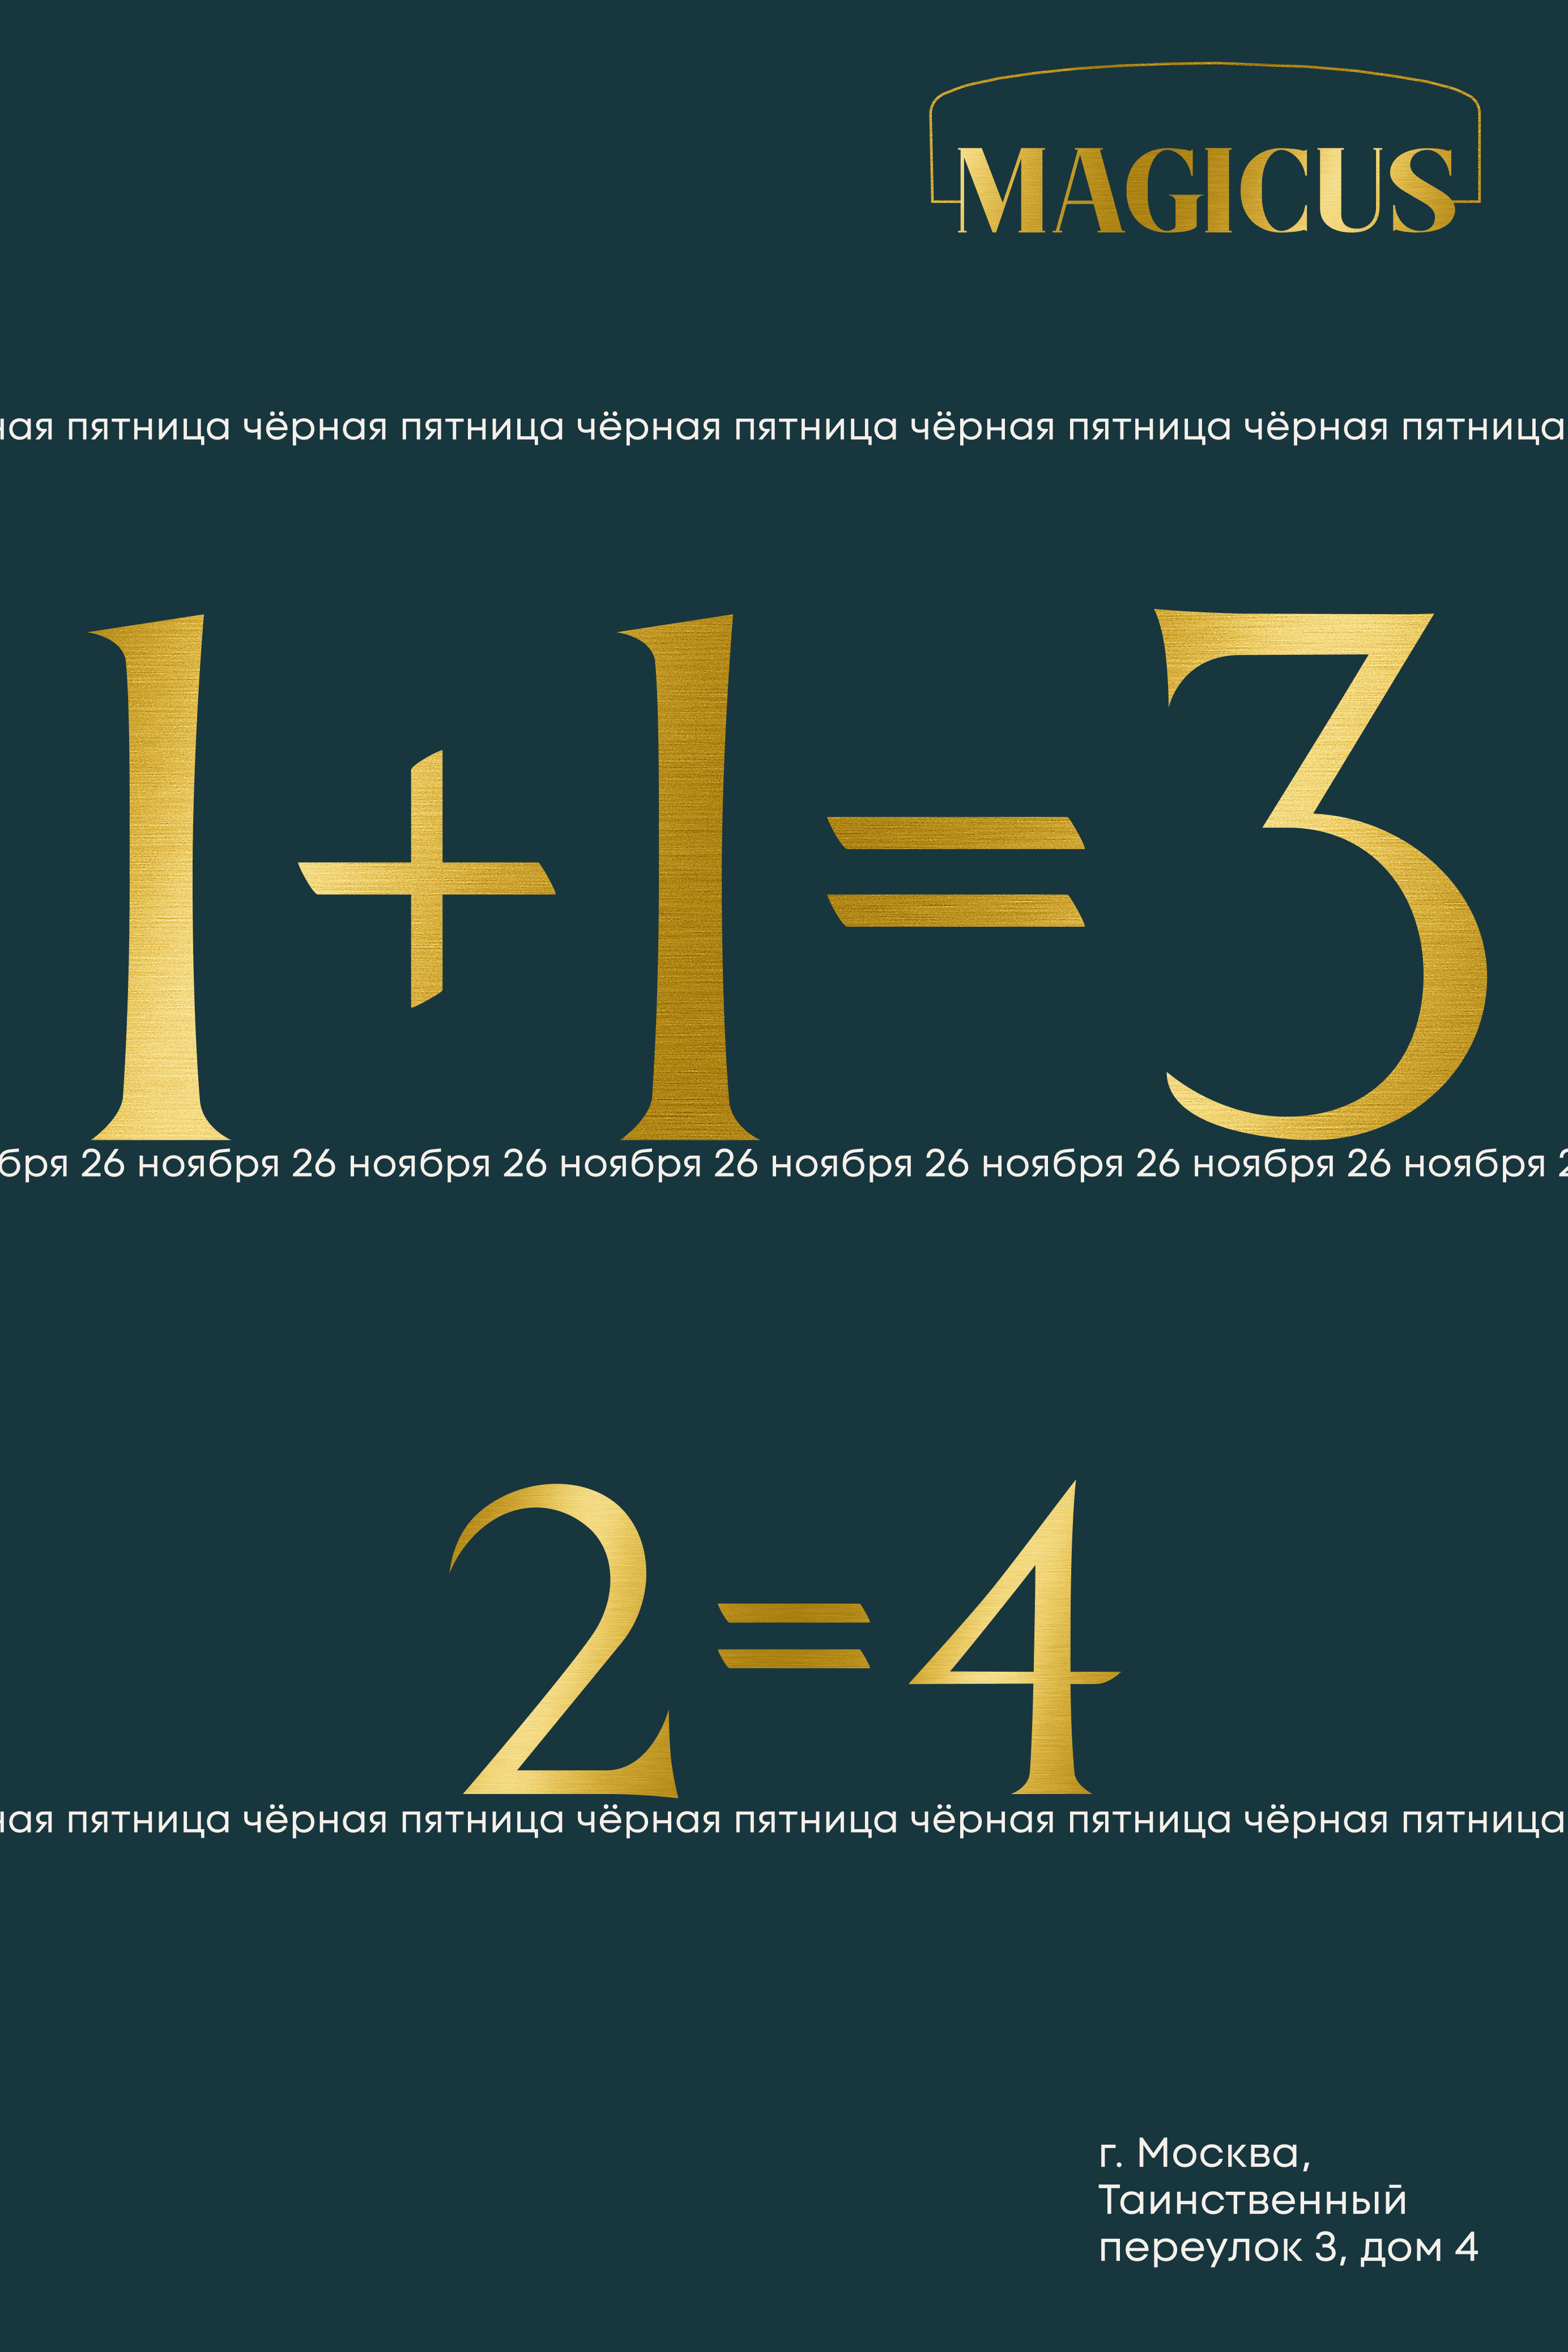 MAGICUS
ная пятница чёрная пятница чёрная пятница чёрная пятница чёрная пятница
1+1=3
бря 26 ноября 26 ноября 26 ноября 26 ноября 26 ноября 26 ноября 26 ноября 2
2=4
ная пятница чёрная пятница чёрная пятница чёрная пятница чёрная пятница
г. Москва,
Таинственный
переулок 3, дом 4